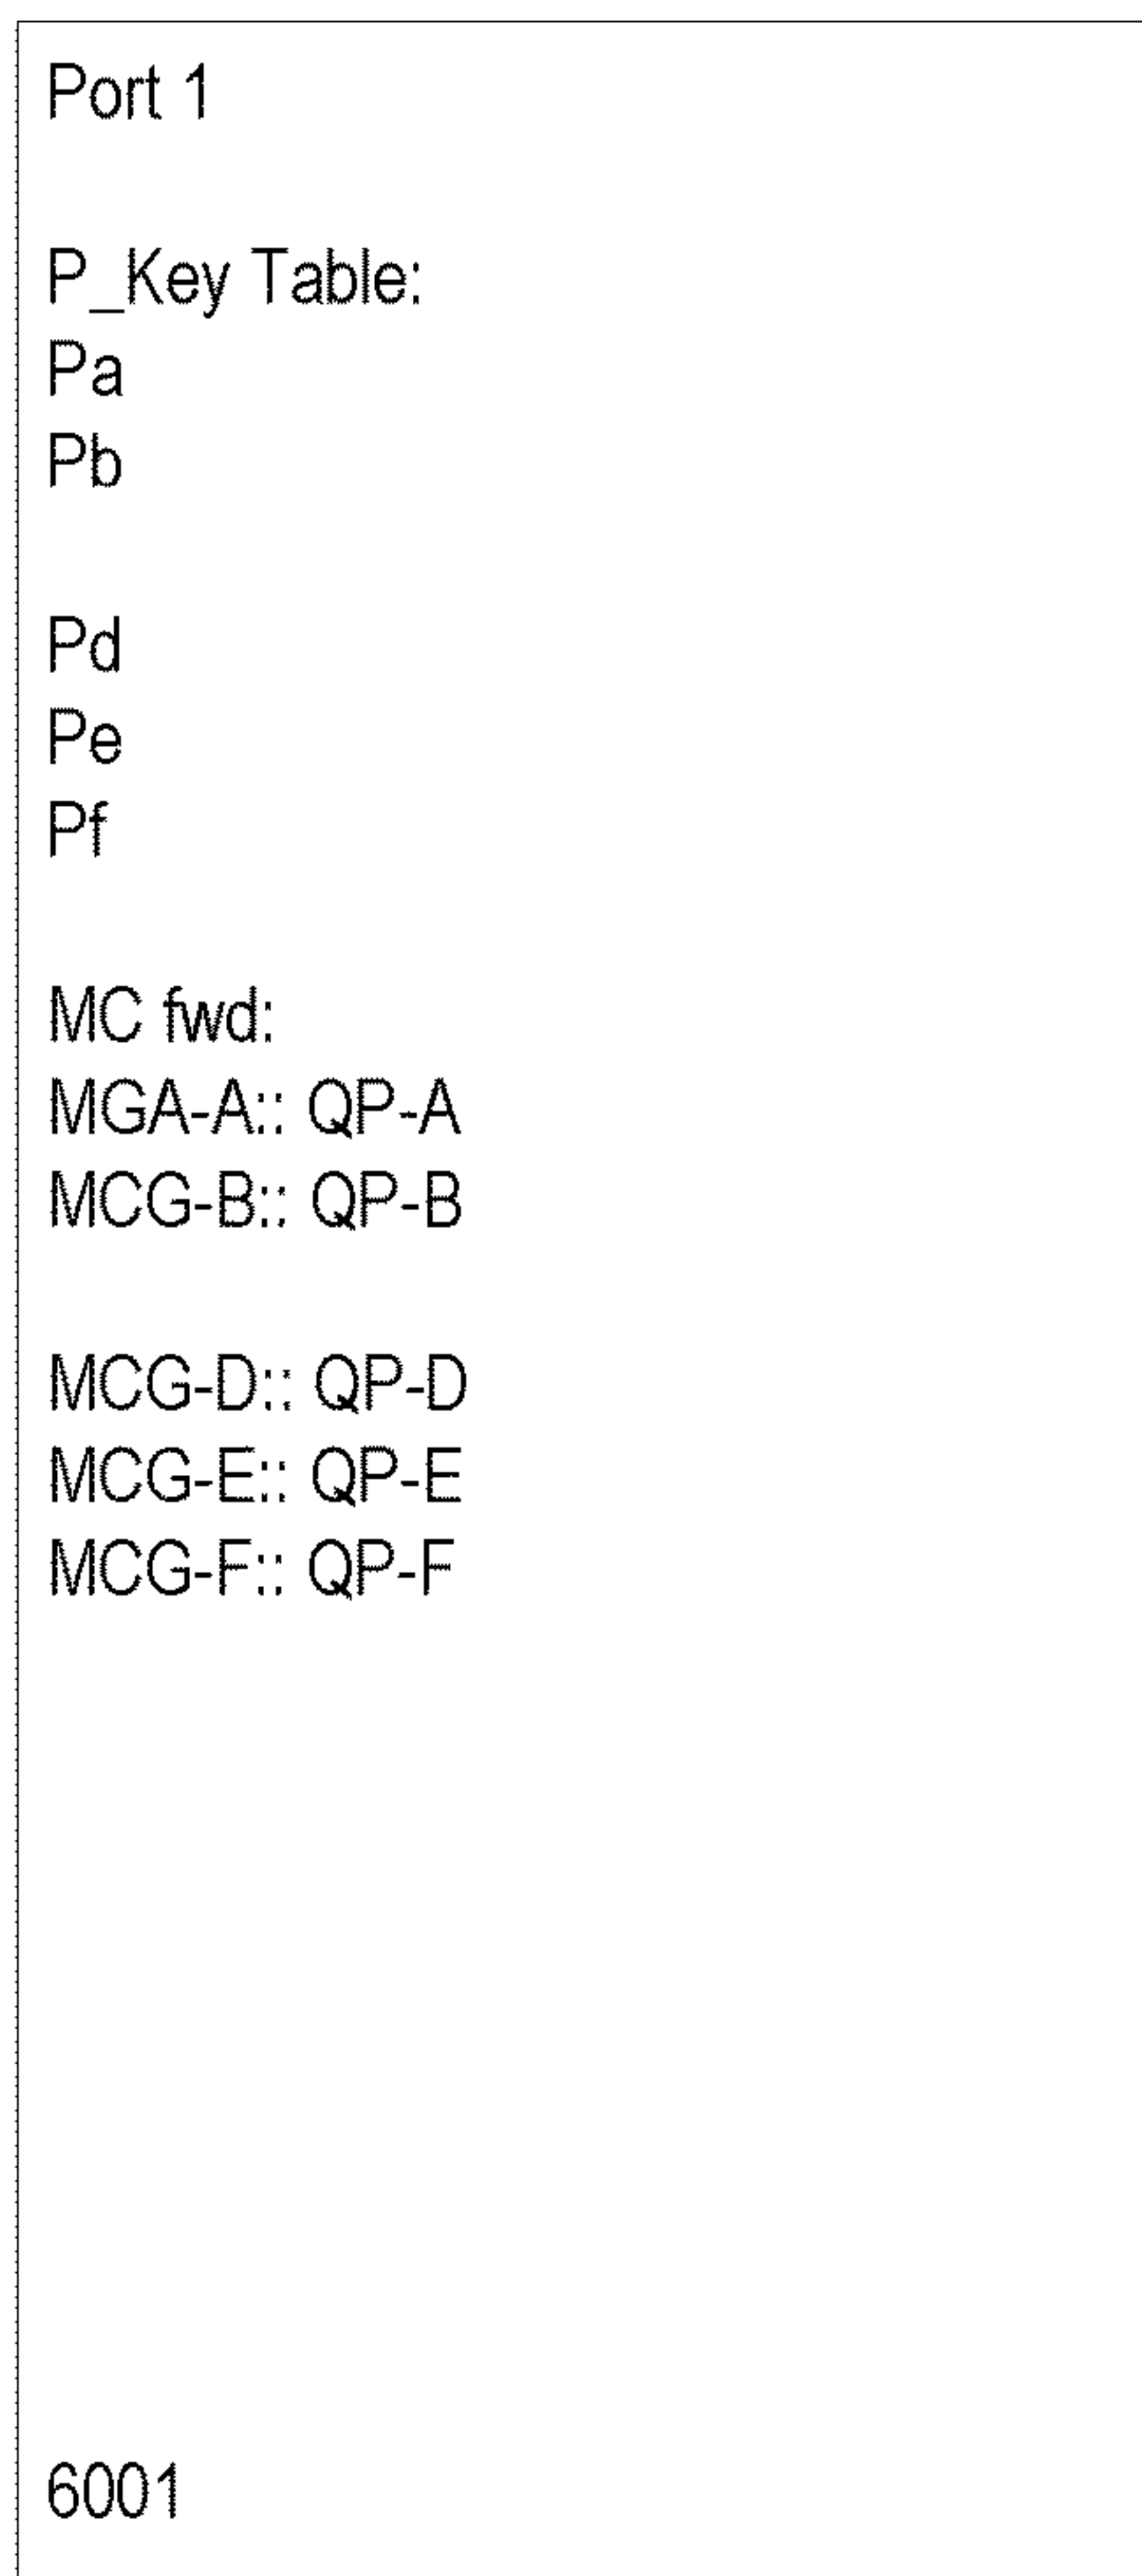 Port 1
P_Key Table:
Pa
Pb
Pd
Pe
Pf
MC fwd:
MGA-A:: QP-A
MCG-B:: QP-B
MCG-D:: QP-D
MCG-E:: QP-E
MCG-F:: QP-F
6001